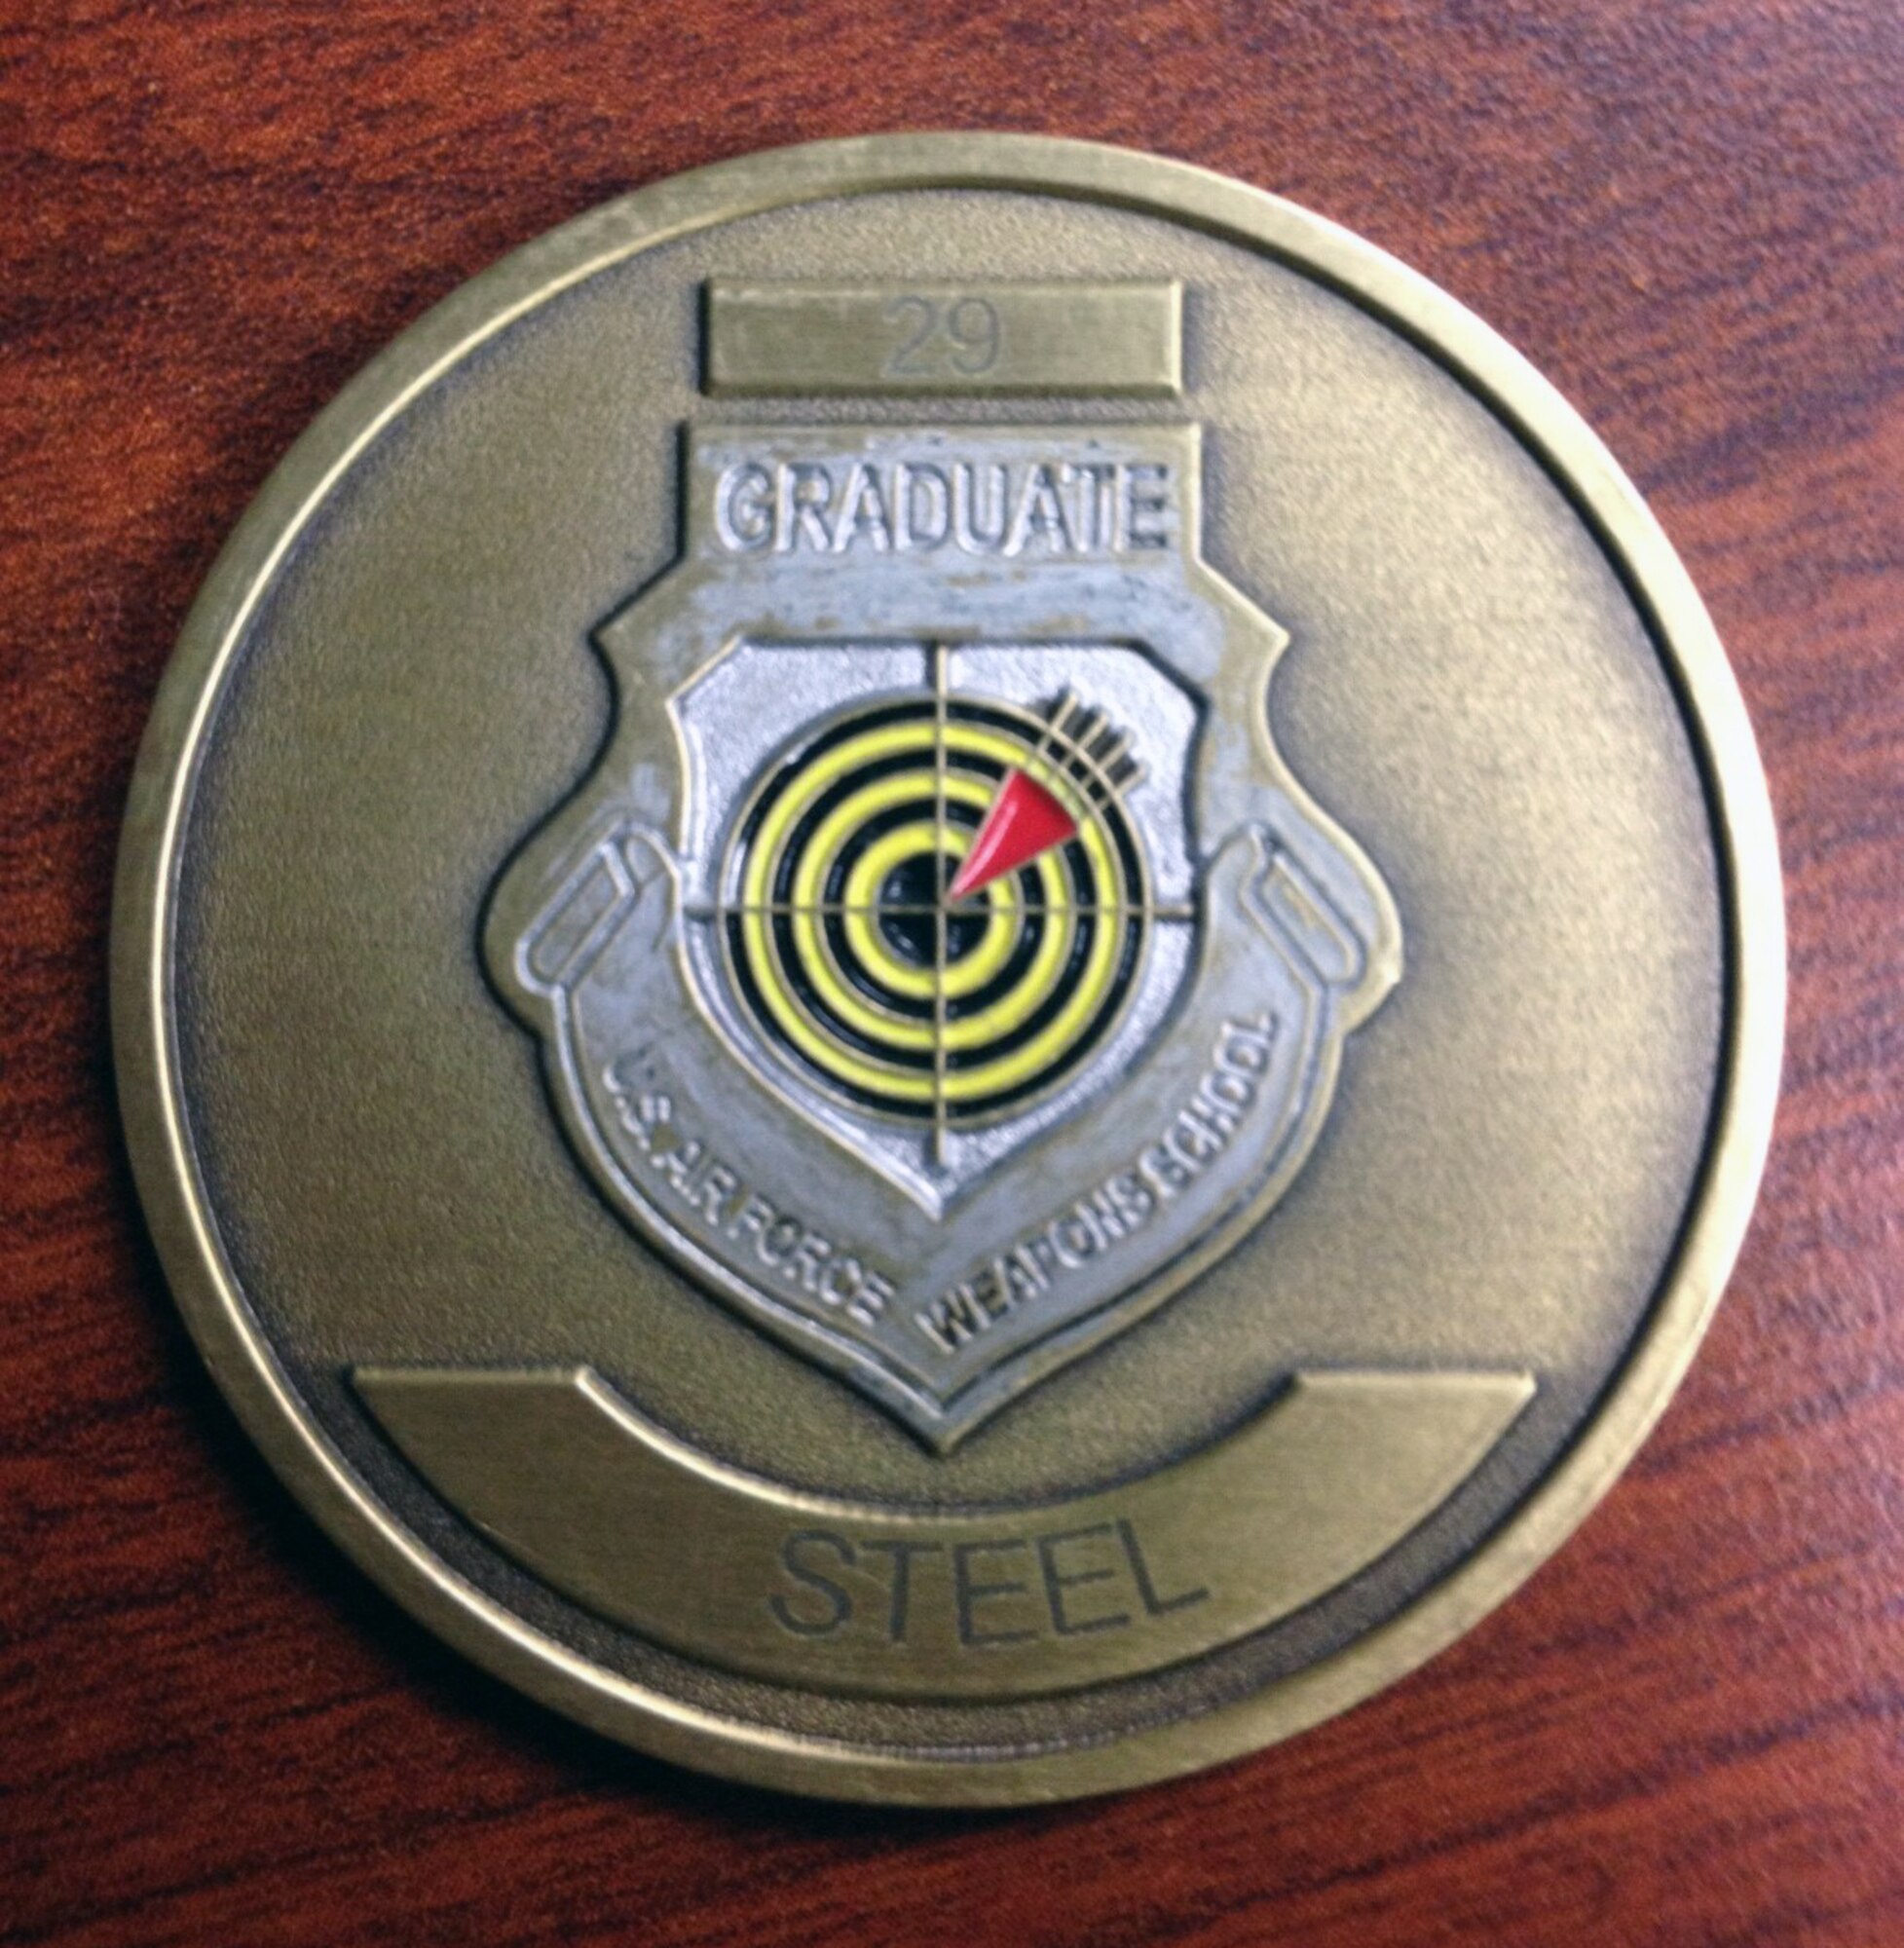 29
GRADUATE
U.S. AIR FORCE WEAPONS SCHOOL
STEEL